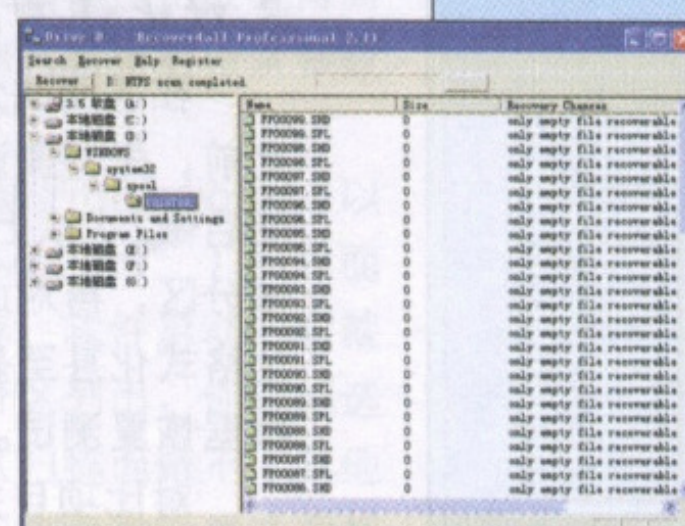 Drive D - Recover4all Professional 2.11
Search Recover Help Register
Recover D: NTFS scan completed.
3.5 软盘 (A:)
本地磁盘 (C:)
本地磁盘 (D:)
WINDOWS
system32
spool
PRINTERS
Documents and Settings
Program Files
本地磁盘 (E:)
本地磁盘 (F:)
本地磁盘 (G:)
Name Size Recovery Chances
FP00099.SHD 0 only empty file recoverable
FP00099.SPL 0 only empty file recoverable
FP00098.SHD 0 only empty file recoverable
FP00098.SPL 0 only empty file recoverable
FP00097.SHD 0 only empty file recoverable
FP00097.SPL 0 only empty file recoverable
FP00096.SHD 0 only empty file recoverable
FP00096.SPL 0 only empty file recoverable
FP00095.SHD 0 only empty file recoverable
FP00095.SPL 0 only empty file recoverable
FP00094.SHD 0 only empty file recoverable
FP00094.SPL 0 only empty file recoverable
FP00093.SHD 0 only empty file recoverable
FP00093.SPL 0 only empty file recoverable
FP00092.SHD 0 only empty file recoverable
FP00092.SPL 0 only empty file recoverable
FP00091.SHD 0 only empty file recoverable
FP00091.SPL 0 only empty file recoverable
FP00090.SHD 0 only empty file recoverable
FP00090.SPL 0 only empty file recoverable
FP00089.SHD 0 only empty file recoverable
FP00089.SPL 0 only empty file recoverable
FP00088.SHD 0 only empty file recoverable
FP00088.SPL 0 only empty file recoverable
FP00087.SHD 0 only empty file recoverable
FP00087.SPL 0 only empty file recoverable
FP00086.SHD 0 only empty file recoverable